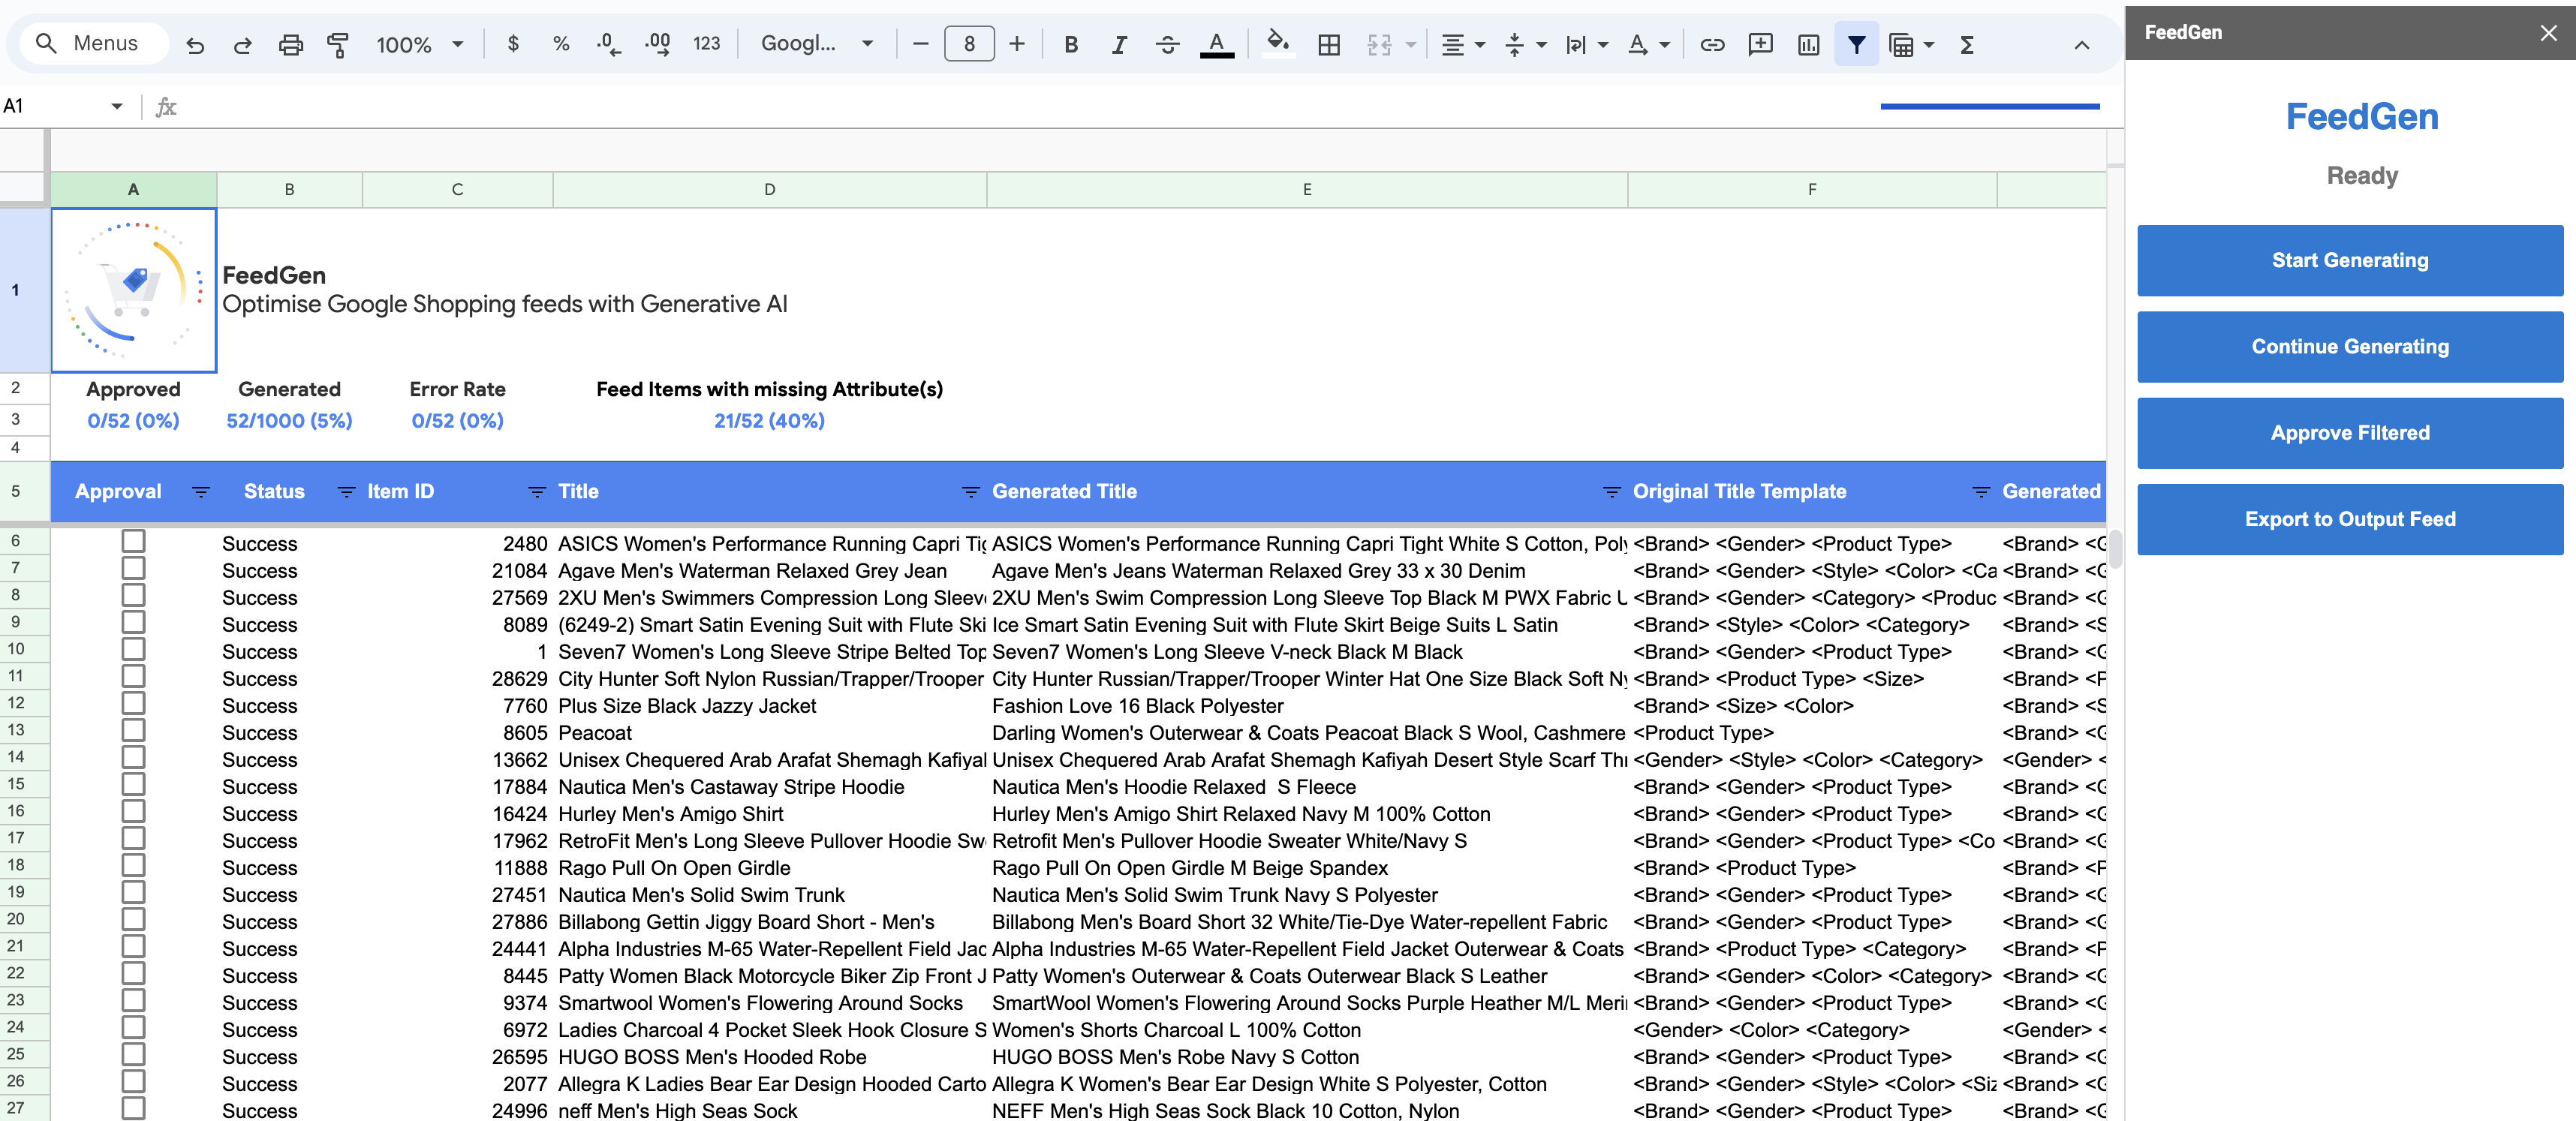 Menus 100% $ % .0 .00 123 Googl... 8 B I S A
A1 fx
A B C D E F
1 FeedGen
Optimise Google Shopping feeds with Generative AI
2 Approved Generated Error Rate Feed Items with missing Attribute(s)
3 0/52 (0%) 52/1000 (5%) 0/52 (0%) 21/52 (40%)
4
5 Approval Status Item ID Title Generated Title Original Title Template Generated
6 Success 2480 ASICS Women's Performance Running Capri Tig ASICS Women's Performance Running Capri Tight White S Cotton, Poly <Brand> <Gender> <Product Type> <Brand> <G
7 Success 21084 Agave Men's Waterman Relaxed Grey Jean Agave Men's Jeans Waterman Relaxed Grey 33 x 30 Denim <Brand> <Gender> <Style> <Color> <Ca <Brand> <G
8 Success 27569 2XU Men's Swimmers Compression Long Sleeve 2XU Men's Swim Compression Long Sleeve Top Black M PWX Fabric U <Brand> <Gender> <Category> <Produc <Brand> <G
9 Success 8089 (6249-2) Smart Satin Evening Suit with Flute Ski Ice Smart Satin Evening Suit with Flute Skirt Beige Suits L Satin <Brand> <Style> <Color> <Category> <Brand> <S
10 Success 1 Seven7 Women's Long Sleeve Stripe Belted Top Seven7 Women's Long Sleeve V-neck Black M Black <Brand> <Gender> <Product Type> <Brand> <G
11 Success 28629 City Hunter Soft Nylon Russian/Trapper/Trooper City Hunter Russian/Trapper/Trooper Winter Hat One Size Black Soft Ny <Brand> <Product Type> <Size> <Brand> <P
12 Success 7760 Plus Size Black Jazzy Jacket Fashion Love 16 Black Polyester <Brand> <Size> <Color> <Brand> <S
13 Success 8605 Peacoat Darling Women's Outerwear & Coats Peacoat Black S Wool, Cashmere <Product Type> <Brand> <G
14 Success 13662 Unisex Chequered Arab Arafat Shemagh Kafiyal Unisex Chequered Arab Arafat Shemagh Kafiyah Desert Style Scarf Thr <Gender> <Style> <Color> <Category> <Gender> <
15 Success 17884 Nautica Men's Castaway Stripe Hoodie Nautica Men's Hoodie Relaxed  S Fleece <Brand> <Gender> <Product Type> <Brand> <G
16 Success 16424 Hurley Men's Amigo Shirt Hurley Men's Amigo Shirt Relaxed Navy M 100% Cotton <Brand> <Gender> <Product Type> <Brand> <G
17 Success 17962 RetroFit Men's Long Sleeve Pullover Hoodie Sw Retrofit Men's Pullover Hoodie Sweater White/Navy S <Brand> <Gender> <Product Type> <Co <Brand> <G
18 Success 11888 Rago Pull On Open Girdle Rago Pull On Open Girdle M Beige Spandex <Brand> <Product Type> <Brand> <P
19 Success 27451 Nautica Men's Solid Swim Trunk Nautica Men's Solid Swim Trunk Navy S Polyester <Brand> <Gender> <Product Type> <Brand> <G
20 Success 27886 Billabong Gettin Jiggy Board Short - Men's Billabong Men's Board Short 32 White/Tie-Dye Water-repellent Fabric <Brand> <Gender> <Product Type> <Brand> <G
21 Success 24441 Alpha Industries M-65 Water-Repellent Field Jac Alpha Industries M-65 Water-Repellent Field Jacket Outerwear & Coats <Brand> <Product Type> <Category> <Brand> <P
22 Success 8445 Patty Women Black Motorcycle Biker Zip Front J Patty Women's Outerwear & Coats Outerwear Black S Leather <Brand> <Gender> <Color> <Category> <Brand> <G
23 Success 9374 Smartwool Women's Flowering Around Socks SmartWool Women's Flowering Around Socks Purple Heather M/L Meri <Brand> <Gender> <Product Type> <Brand> <G
24 Success 6972 Ladies Charcoal 4 Pocket Sleek Hook Closure S Women's Shorts Charcoal L 100% Cotton <Gender> <Color> <Category> <Gender> <
25 Success 26595 HUGO BOSS Men's Hooded Robe HUGO BOSS Men's Robe Navy S Cotton <Brand> <Gender> <Product Type> <Brand> <G
26 Success 2077 Allegra K Ladies Bear Ear Design Hooded Carto Allegra K Women's Bear Ear Design White S Polyester, Cotton <Brand> <Gender> <Style> <Color> <Siz <Brand> <G
27 Success 24996 neff Men's High Seas Sock NEFF Men's High Seas Sock Black 10 Cotton, Nylon <Brand> <Gender> <Product Type> <Brand> <G
FeedGen
FeedGen
Ready
Start Generating
Continue Generating
Approve Filtered
Export to Output Feed